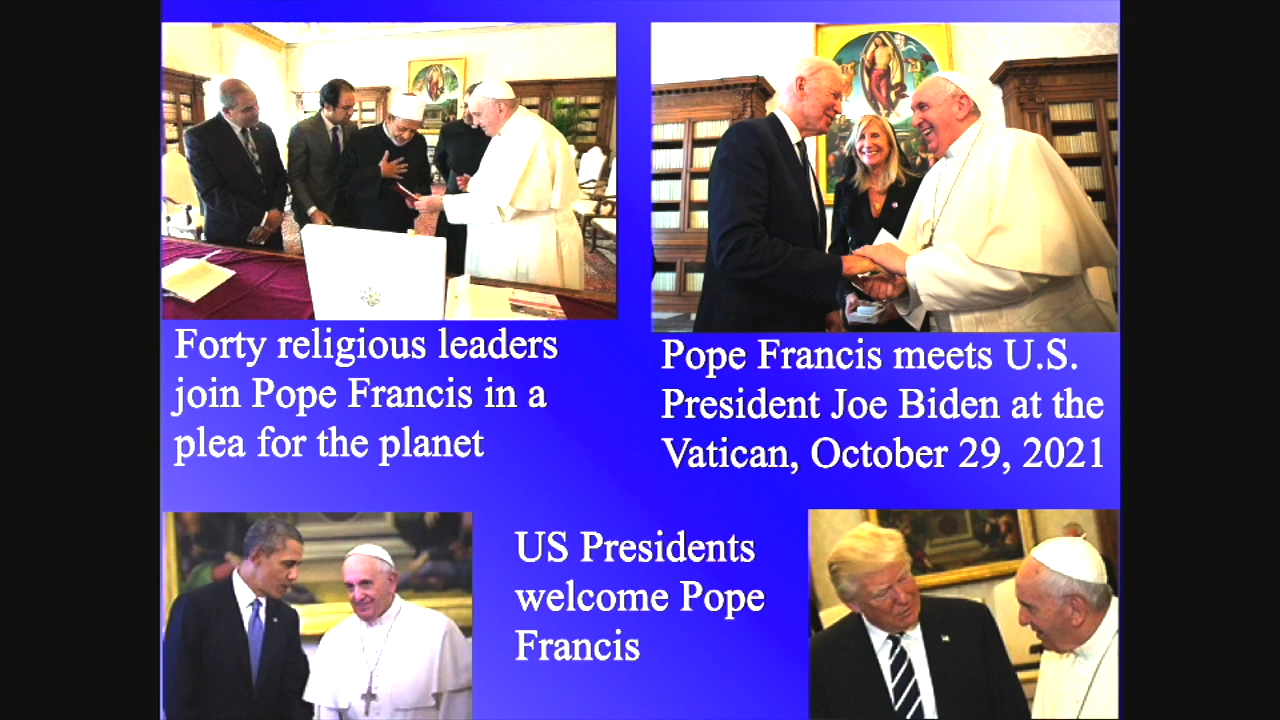 Forty religious leaders
join Pope Francis in a
plea for the planet
Pope Francis meets U.S.
President Joe Biden at the
Vatican, October 29, 2021
US Presidents
welcome Pope
Francis